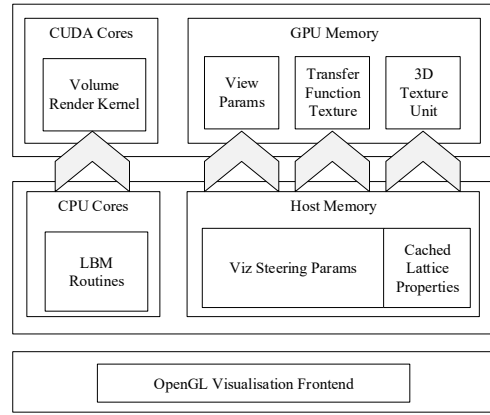 CUDA Cores
GPU Memory
Volume
Render Kernel
View
Params
Transfer
Function
Texture
3D
Texture
Unit
CPU Cores
Host Memory
LBM
Routines
Viz Steering Params
Cached
Lattice
Properties
OpenGL Visualisation Frontend